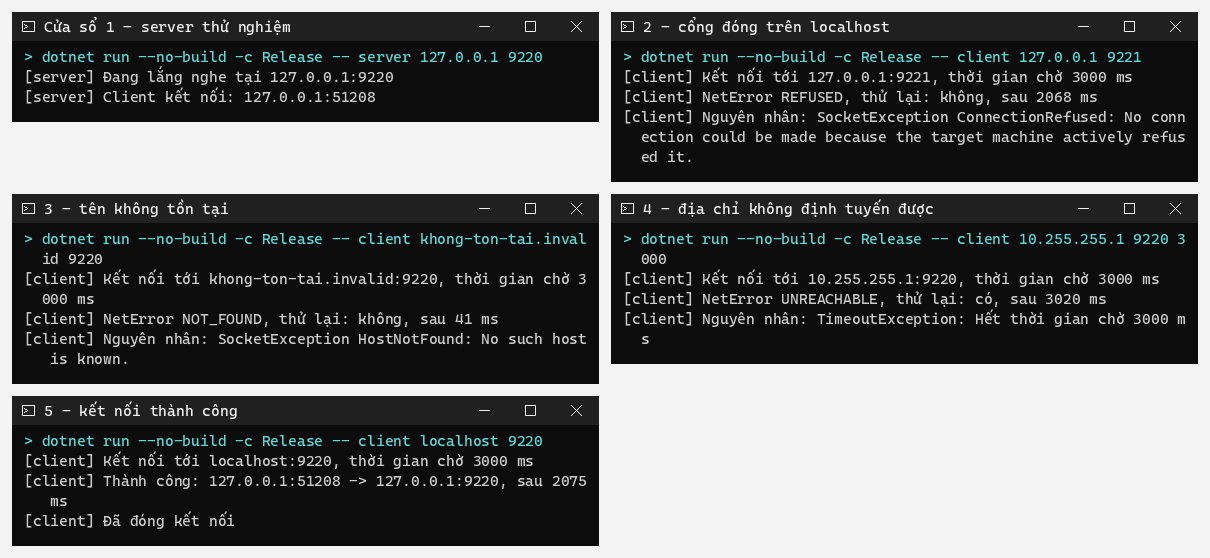 Cửa sổ 1 – server thử nghiệm
> dotnet run --no-build -c Release -- server 127.0.0.1 9220
[server] Đang lắng nghe tại 127.0.0.1:9220
[server] Client kết nối: 127.0.0.1:51208
2 – cổng đóng trên localhost
> dotnet run --no-build -c Release -- client 127.0.0.1 9221
[client] Kết nối tới 127.0.0.1:9221, thời gian chờ 3000 ms
[client] NetError REFUSED, thử lại: không, sau 2068 ms
[client] Nguyên nhân: SocketException ConnectionRefused: No conn
ection could be made because the target machine actively refus
ed it.
3 – tên không tồn tại
> dotnet run --no-build -c Release -- client khong-ton-tai.inval
id 9220
[client] Kết nối tới khong-ton-tai.invalid:9220, thời gian chờ 3
000 ms
[client] NetError NOT_FOUND, thử lại: không, sau 41 ms
[client] Nguyên nhân: SocketException HostNotFound: No such host
is known.
4 – địa chỉ không định tuyến được
> dotnet run --no-build -c Release -- client 10.255.255.1 9220 3
000
[client] Kết nối tới 10.255.255.1:9220, thời gian chờ 3000 ms
[client] NetError UNREACHABLE, thử lại: có, sau 3020 ms
[client] Nguyên nhân: TimeoutException: Hết thời gian chờ 3000 m
s
5 – kết nối thành công
> dotnet run --no-build -c Release -- client localhost 9220
[client] Kết nối tới localhost:9220, thời gian chờ 3000 ms
[client] Thành công: 127.0.0.1:51208 -> 127.0.0.1:9220, sau 2075
ms
[client] Đã đóng kết nối